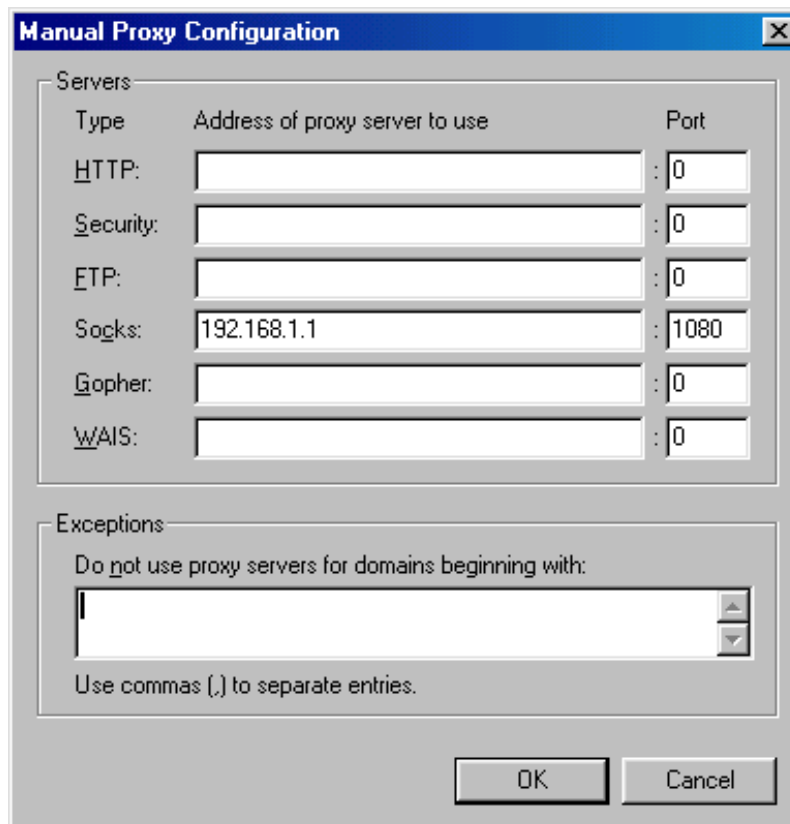 Manual Proxy Configuration
Servers
Type Address of proxy server to use Port
HTTP: : 0
Security: : 0
FTP: : 0
Socks: 192.168.1.1 : 1080
Gopher: : 0
WAIS: : 0
Exceptions
Do not use proxy servers for domains beginning with:
Use commas (,) to separate entries.
OK Cancel